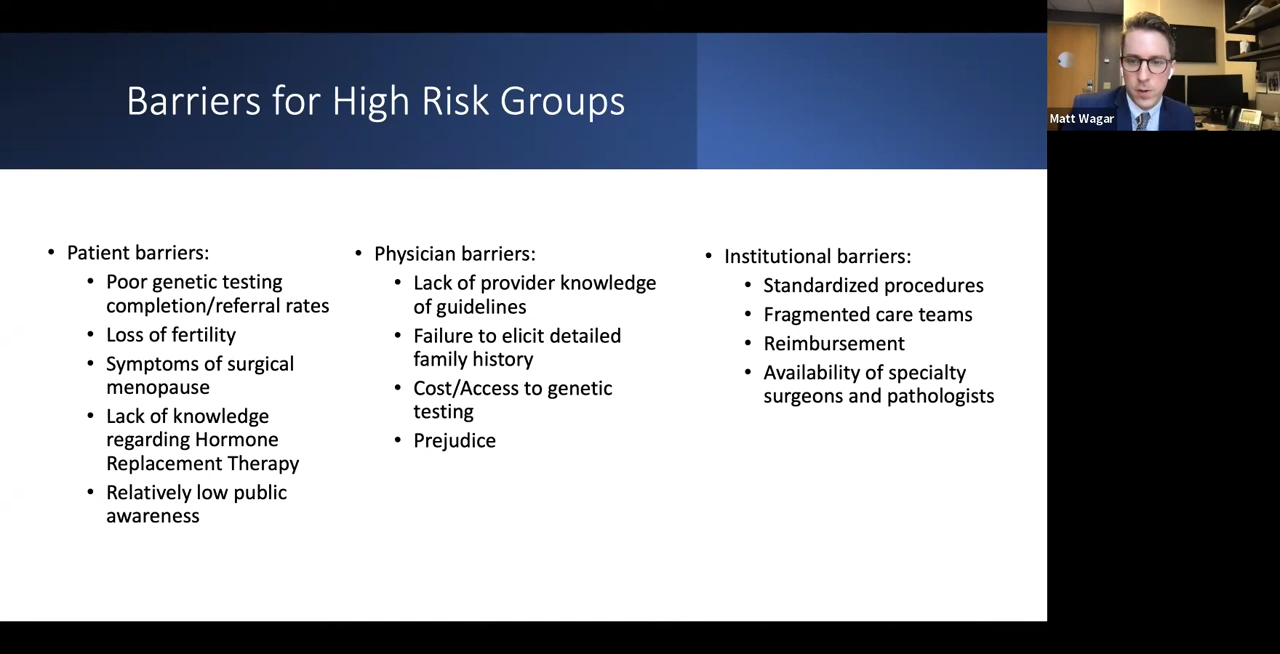 Barriers for High Risk Groups
Matt Wagar
• Patient barriers:
• Poor genetic testing
completion/referral rates
• Loss of fertility
• Symptoms of surgical
menopause
• Lack of knowledge
regarding Hormone
Replacement Therapy
• Relatively low public
awareness
• Physician barriers:
• Lack of provider knowledge
of guidelines
• Failure to elicit detailed
family history
• Cost/Access to genetic
testing
• Prejudice
• Institutional barriers:
• Standardized procedures
• Fragmented care teams
• Reimbursement
• Availability of specialty
surgeons and pathologists